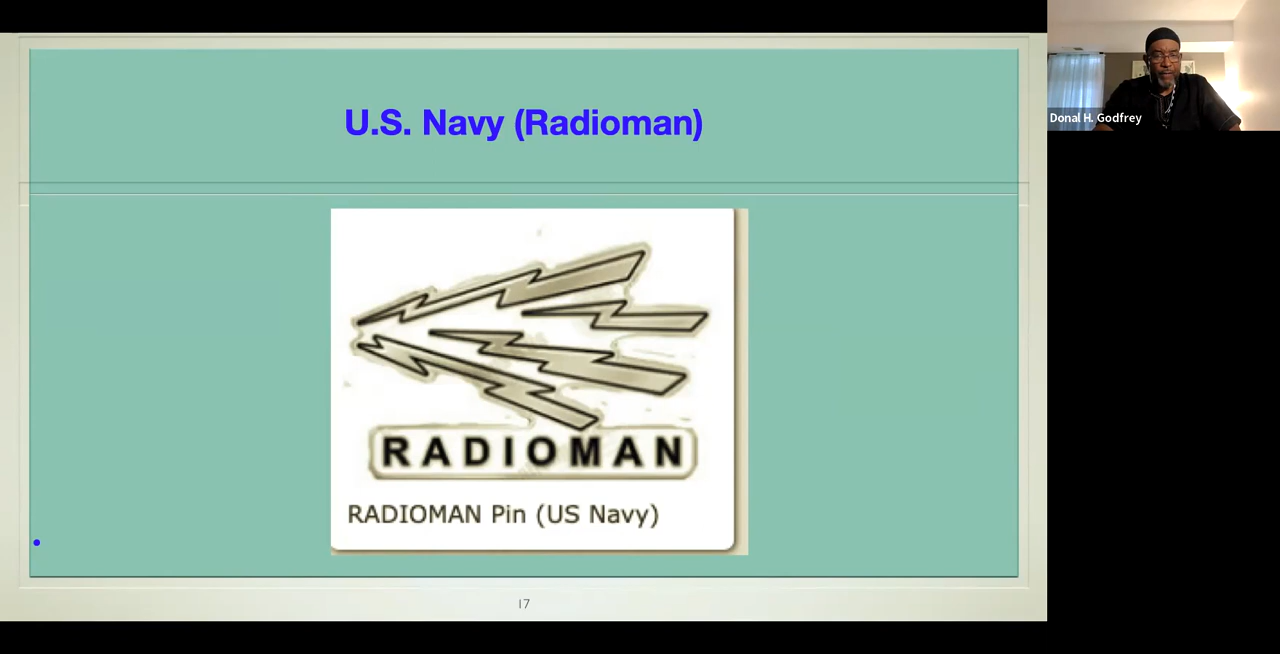 U.S. Navy (Radioman)
Donal H. Godfrey
RADIOMAN
RADIOMAN Pin (US Navy)
17